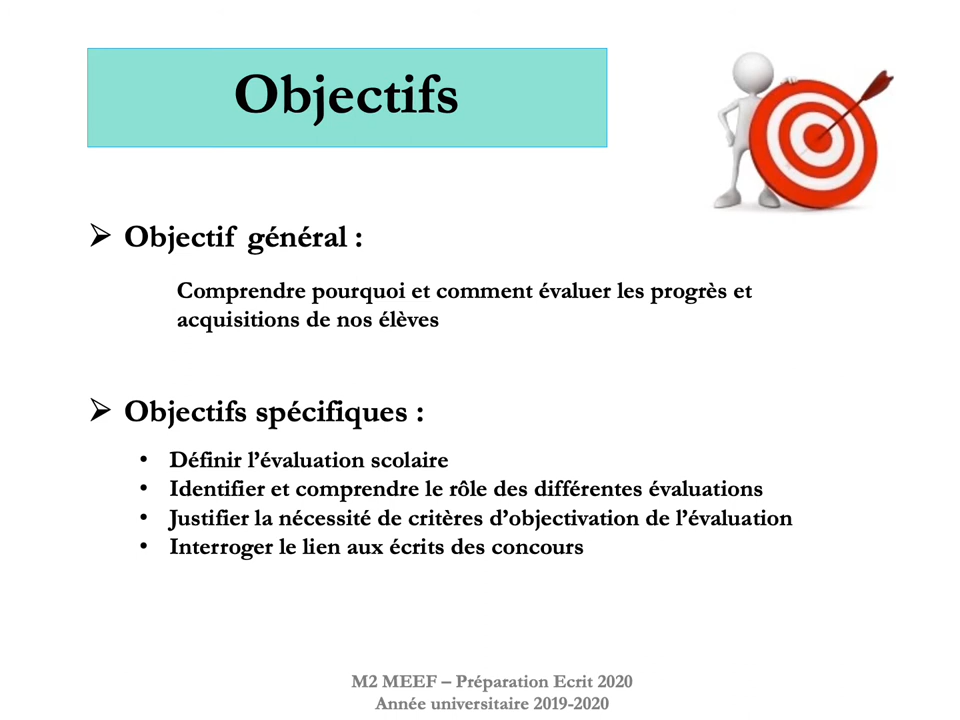 Objectifs
➢ Objectif général :
Comprendre pourquoi et comment évaluer les progrès et
acquisitions de nos élèves
➢ Objectifs spécifiques :
• Définir l’évaluation scolaire
• Identifier et comprendre le rôle des différentes évaluations
• Justifier la nécessité de critères d’objectivation de l’évaluation
• Interroger le lien aux écrits des concours
M2 MEEF – Préparation Ecrit 2020
Année universitaire 2019-2020